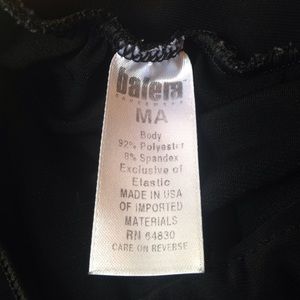 balera
DANCEWEAR
MA
Body
92% Polyester
8% Spandex
Exclusive of
Elastic
MADE IN USA
OF IMPORTED
MATERIALS
RN 64830
CARE ON REVERSE